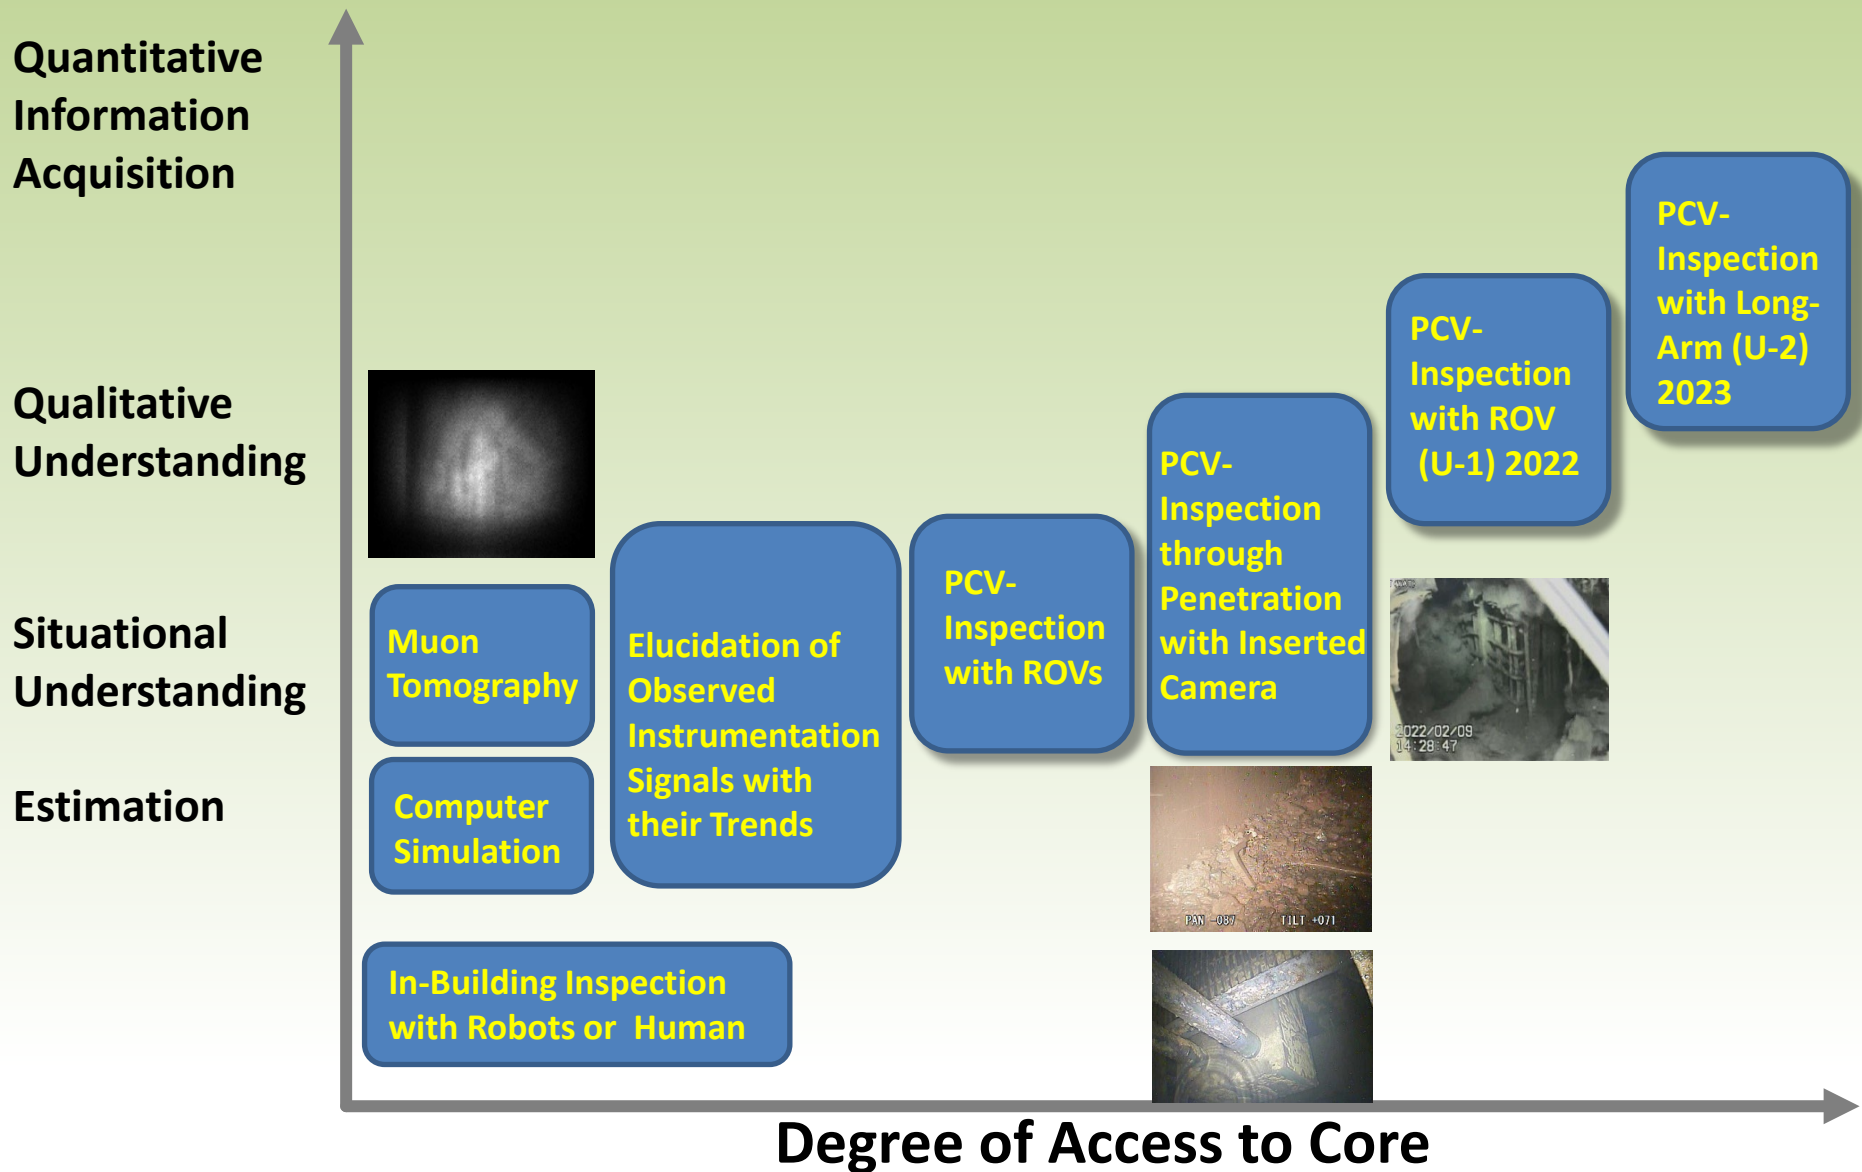 Quantitative
Information
Acquisition
Qualitative
Understanding
Situational
Understanding
Estimation
Muon
Tomography
Computer
Simulation
In-Building Inspection
with Robots or Human
Elucidation of
Observed
Instrumentation
Signals with
their Trends
PCV-
Inspection
with ROVs
PCV-
Inspection
through
Penetration
with Inserted
Camera
PAN -087 TILT +071
PCV-
Inspection
with ROV
(U-1) 2022
2022/02/09
14:28:47
PCV-
Inspection
with Long-
Arm (U-2)
2023
Degree of Access to Core